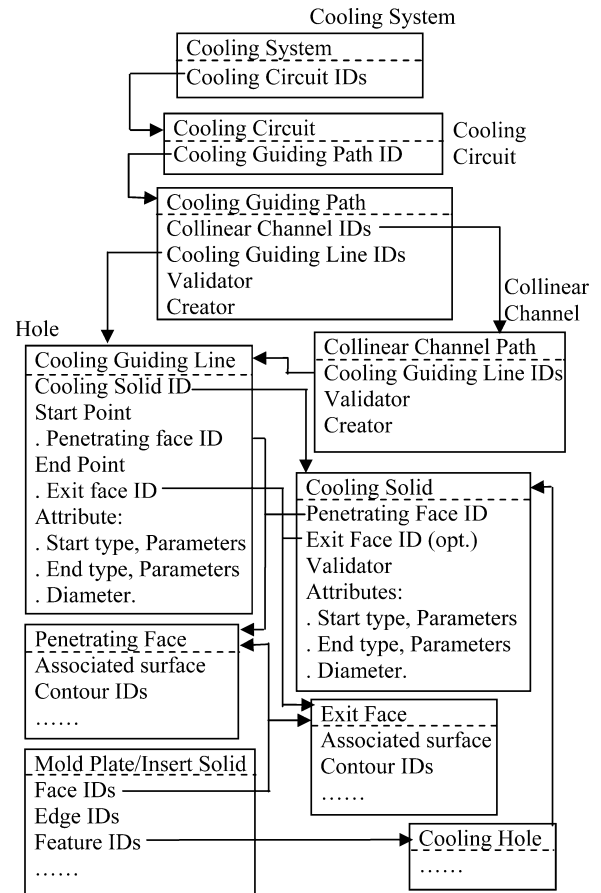 Cooling System
Cooling System
Cooling Circuit IDs
Cooling Circuit
Cooling Guiding Path ID
Cooling
Circuit
Cooling Guiding Path
Collinear Channel IDs
Cooling Guiding Line IDs
Validator
Creator
Collinear
Channel
Hole
Cooling Guiding Line
Cooling Solid ID
Start Point
. Penetrating face ID
End Point
. Exit face ID
Attribute:
. Start type, Parameters
. End type, Parameters
. Diameter.
Collinear Channel Path
Cooling Guiding Line IDs
Validator
Creator
Cooling Solid
Penetrating Face ID
Exit Face ID (opt.)
Validator
Attributes:
. Start type, Parameters
. End type, Parameters
. Diameter.
Penetrating Face
Associated surface
Contour IDs
......
Exit Face
Associated surface
Contour IDs
......
Mold Plate/Insert Solid
Face IDs
Edge IDs
Feature IDs
......
Cooling Hole
......